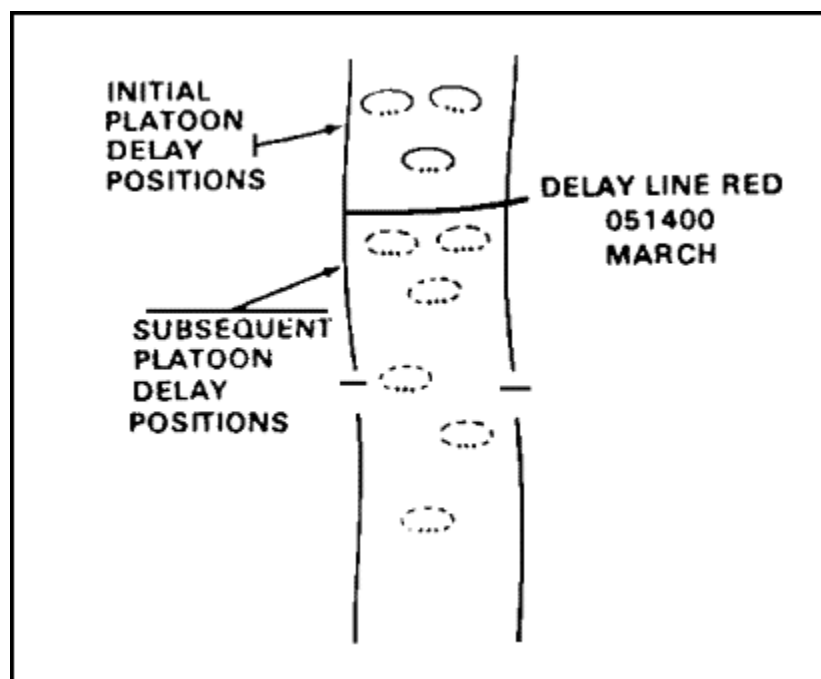 INITIAL
PLATOON
DELAY
POSITIONS
DELAY LINE RED
051400
MARCH
SUBSEQUENT
PLATOON
DELAY
POSITIONS